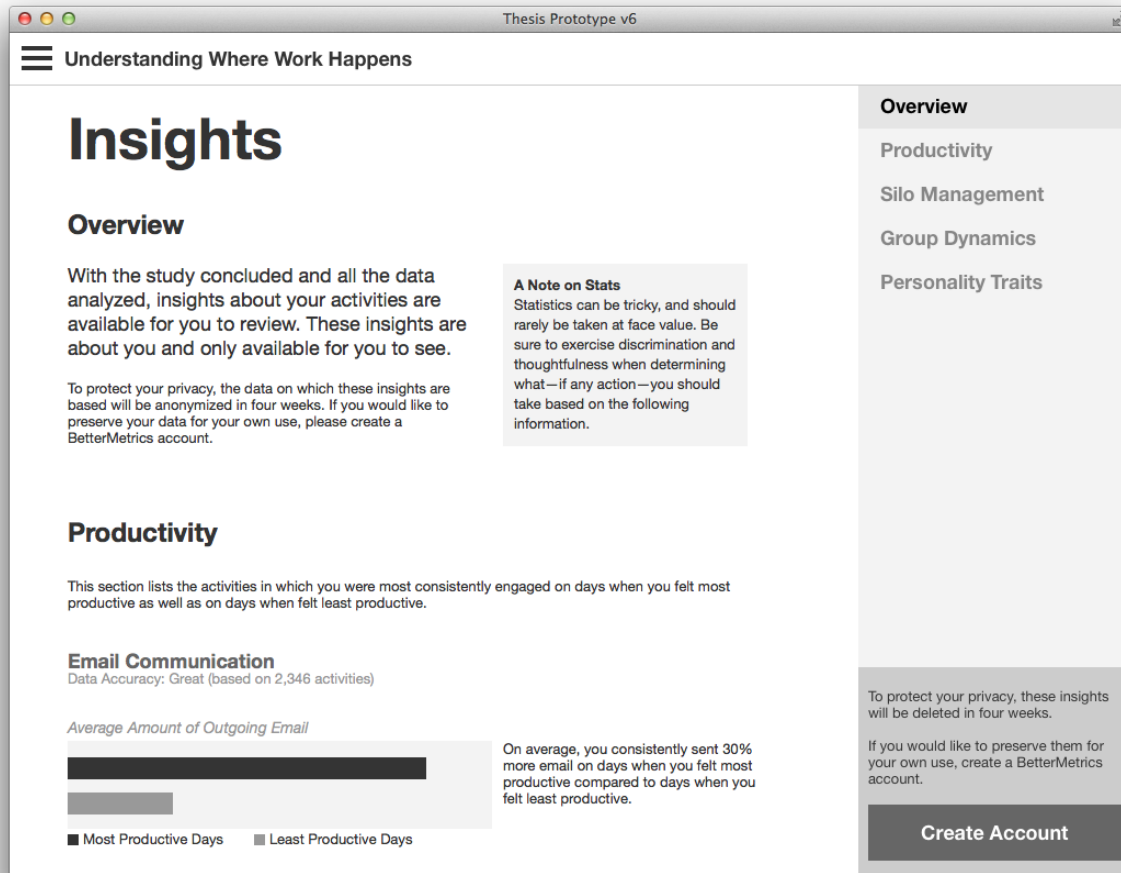 Thesis Prototype v6
Understanding Where Work Happens
Insights
Overview
With the study concluded and all the data
analyzed, insights about your activities are
available for you to review. These insights are
about you and only available for you to see.
To protect your privacy, the data on which these insights are
based will be anonymized in four weeks. If you would like to
preserve your data for your own use, please create a
BetterMetrics account.
A Note on Stats
Statistics can be tricky, and should
rarely be taken at face value. Be
sure to exercise discrimination and
thoughtfulness when determining
what—if any action—you should
take based on the following
information.
Productivity
This section lists the activities in which you were most consistently engaged on days when you felt most
productive as well as on days when felt least productive.
Email Communication
Data Accuracy: Great (based on 2,346 activities)
Average Amount of Outgoing Email
On average, you consistently sent 30%
more email on days when you felt most
productive compared to days when you
felt least productive.
Most Productive Days
Least Productive Days
Overview
Productivity
Silo Management
Group Dynamics
Personality Traits
To protect your privacy, these insights
will be deleted in four weeks.
If you would like to preserve them for
your own use, create a BetterMetrics
account.
Create Account